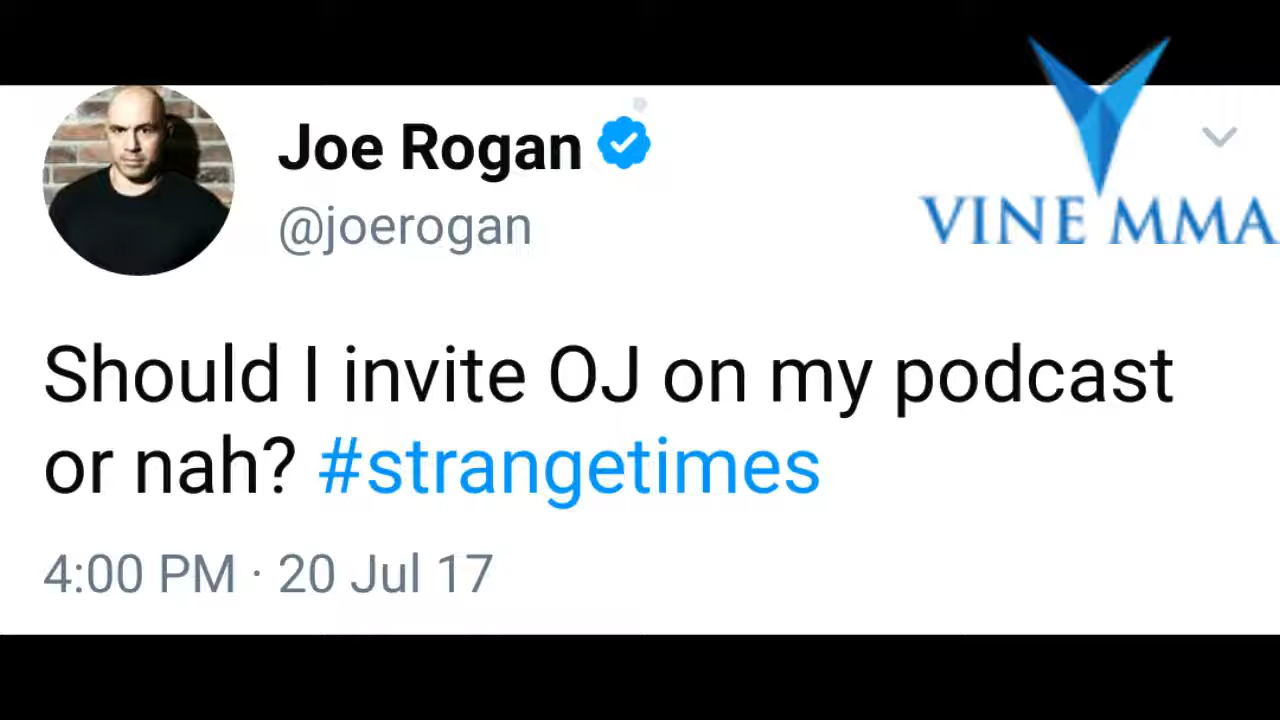 Joe Rogan
@joerogan
VINE MMA
Should I invite OJ on my podcast
or nah? #strangetimes
4:00 PM · 20 Jul 17